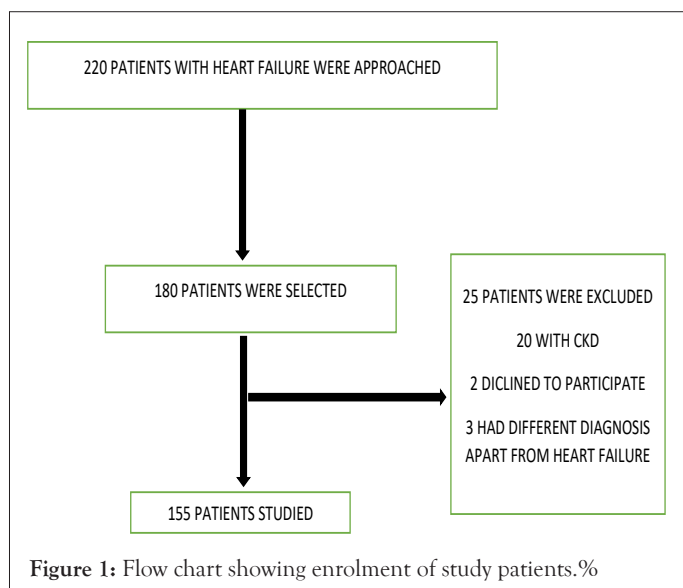 220 PATIENTS WITH HEART FAILURE WERE APPROACHED
180 PATIENTS WERE SELECTED
25 PATIENTS WERE EXCLUDED
20 WITH CKD
2 DICLINED TO PARTICIPATE
3 HAD DIFFERENT DIAGNOSIS
APART FROM HEART FAILURE
155 PATIENTS STUDIED
Figure 1: Flow chart showing enrolment of study patients.%